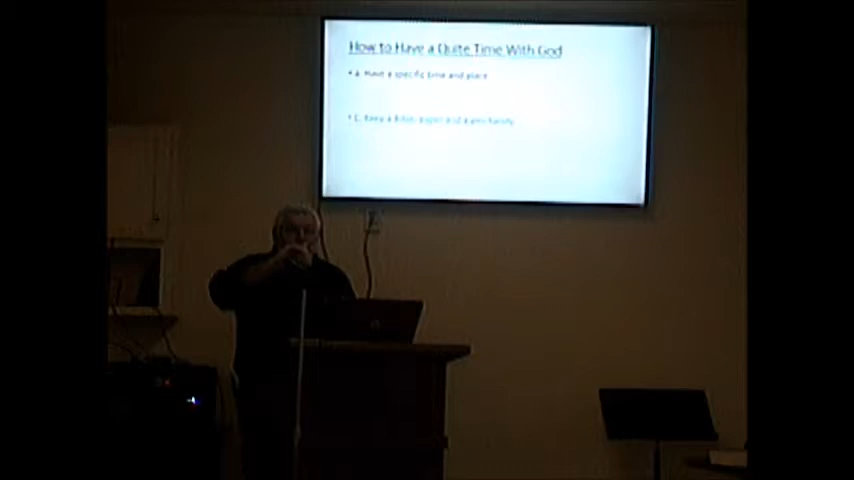 How to Have a Quite Time With God
• A. Have a specific time and place
• C. Keep a Bible, paper and a pen handy